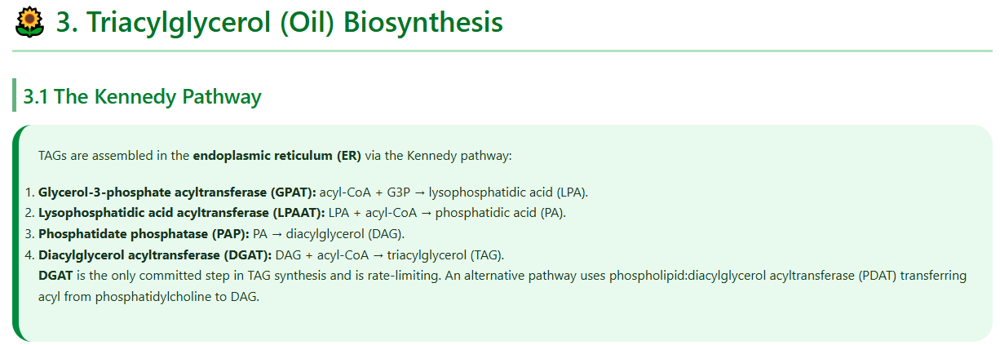 3. Triacylglycerol (Oil) Biosynthesis
3.1 The Kennedy Pathway
TAGs are assembled in the endoplasmic reticulum (ER) via the Kennedy pathway:
1. Glycerol-3-phosphate acyltransferase (GPAT): acyl-CoA + G3P → lysophosphatidic acid (LPA).
2. Lysophosphatidic acid acyltransferase (LPAAT): LPA + acyl-CoA → phosphatidic acid (PA).
3. Phosphatidate phosphatase (PAP): PA → diacylglycerol (DAG).
4. Diacylglycerol acyltransferase (DGAT): DAG + acyl-CoA → triacylglycerol (TAG).
DGAT is the only committed step in TAG synthesis and is rate-limiting. An alternative pathway uses phospholipid:diacylglycerol acyltransferase (PDAT) transferring
acyl from phosphatidylcholine to DAG.